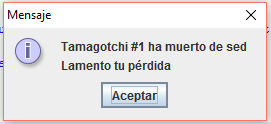 Mensaje
Tamagotchi #1 ha muerto de sed
Lamento tu pérdida
Aceptar